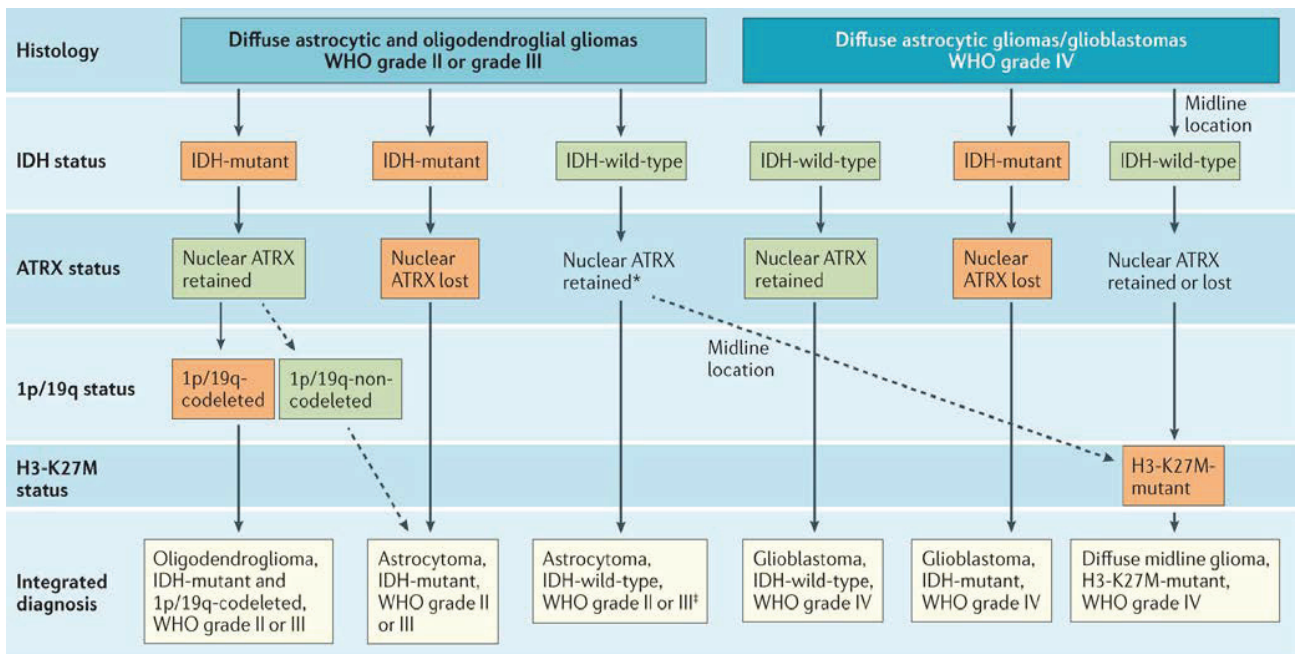 Histology
Diffuse astrocytic and oligodendroglial gliomas
WHO grade II or grade III
Diffuse astrocytic gliomas/glioblastomas
WHO grade IV
Midline
location
IDH status
IDH-mutant
IDH-mutant
IDH-wild-type
IDH-wild-type
IDH-mutant
IDH-wild-type
ATRX status
Nuclear ATRX
retained
Nuclear
ATRX lost
Nuclear ATRX
retained*
Nuclear ATRX
retained
Nuclear
ATRX lost
Nuclear ATRX
retained or lost
Midline
location
1p/19q status
1p/19q-
codeleted
1p/19q-non-
codeleted
H3-K27M
status
H3-K27M-
mutant
Integrated
diagnosis
Oligodendroglioma,
IDH-mutant and
1p/19q-codeleted,
WHO grade II or III
Astrocytoma,
IDH-mutant,
WHO grade II
or III
Astrocytoma,
IDH-wild-type,
WHO grade II or III‡
Glioblastoma,
IDH-wild-type,
WHO grade IV
Glioblastoma,
IDH-mutant,
WHO grade IV
Diffuse midline glioma,
H3-K27M-mutant,
WHO grade IV